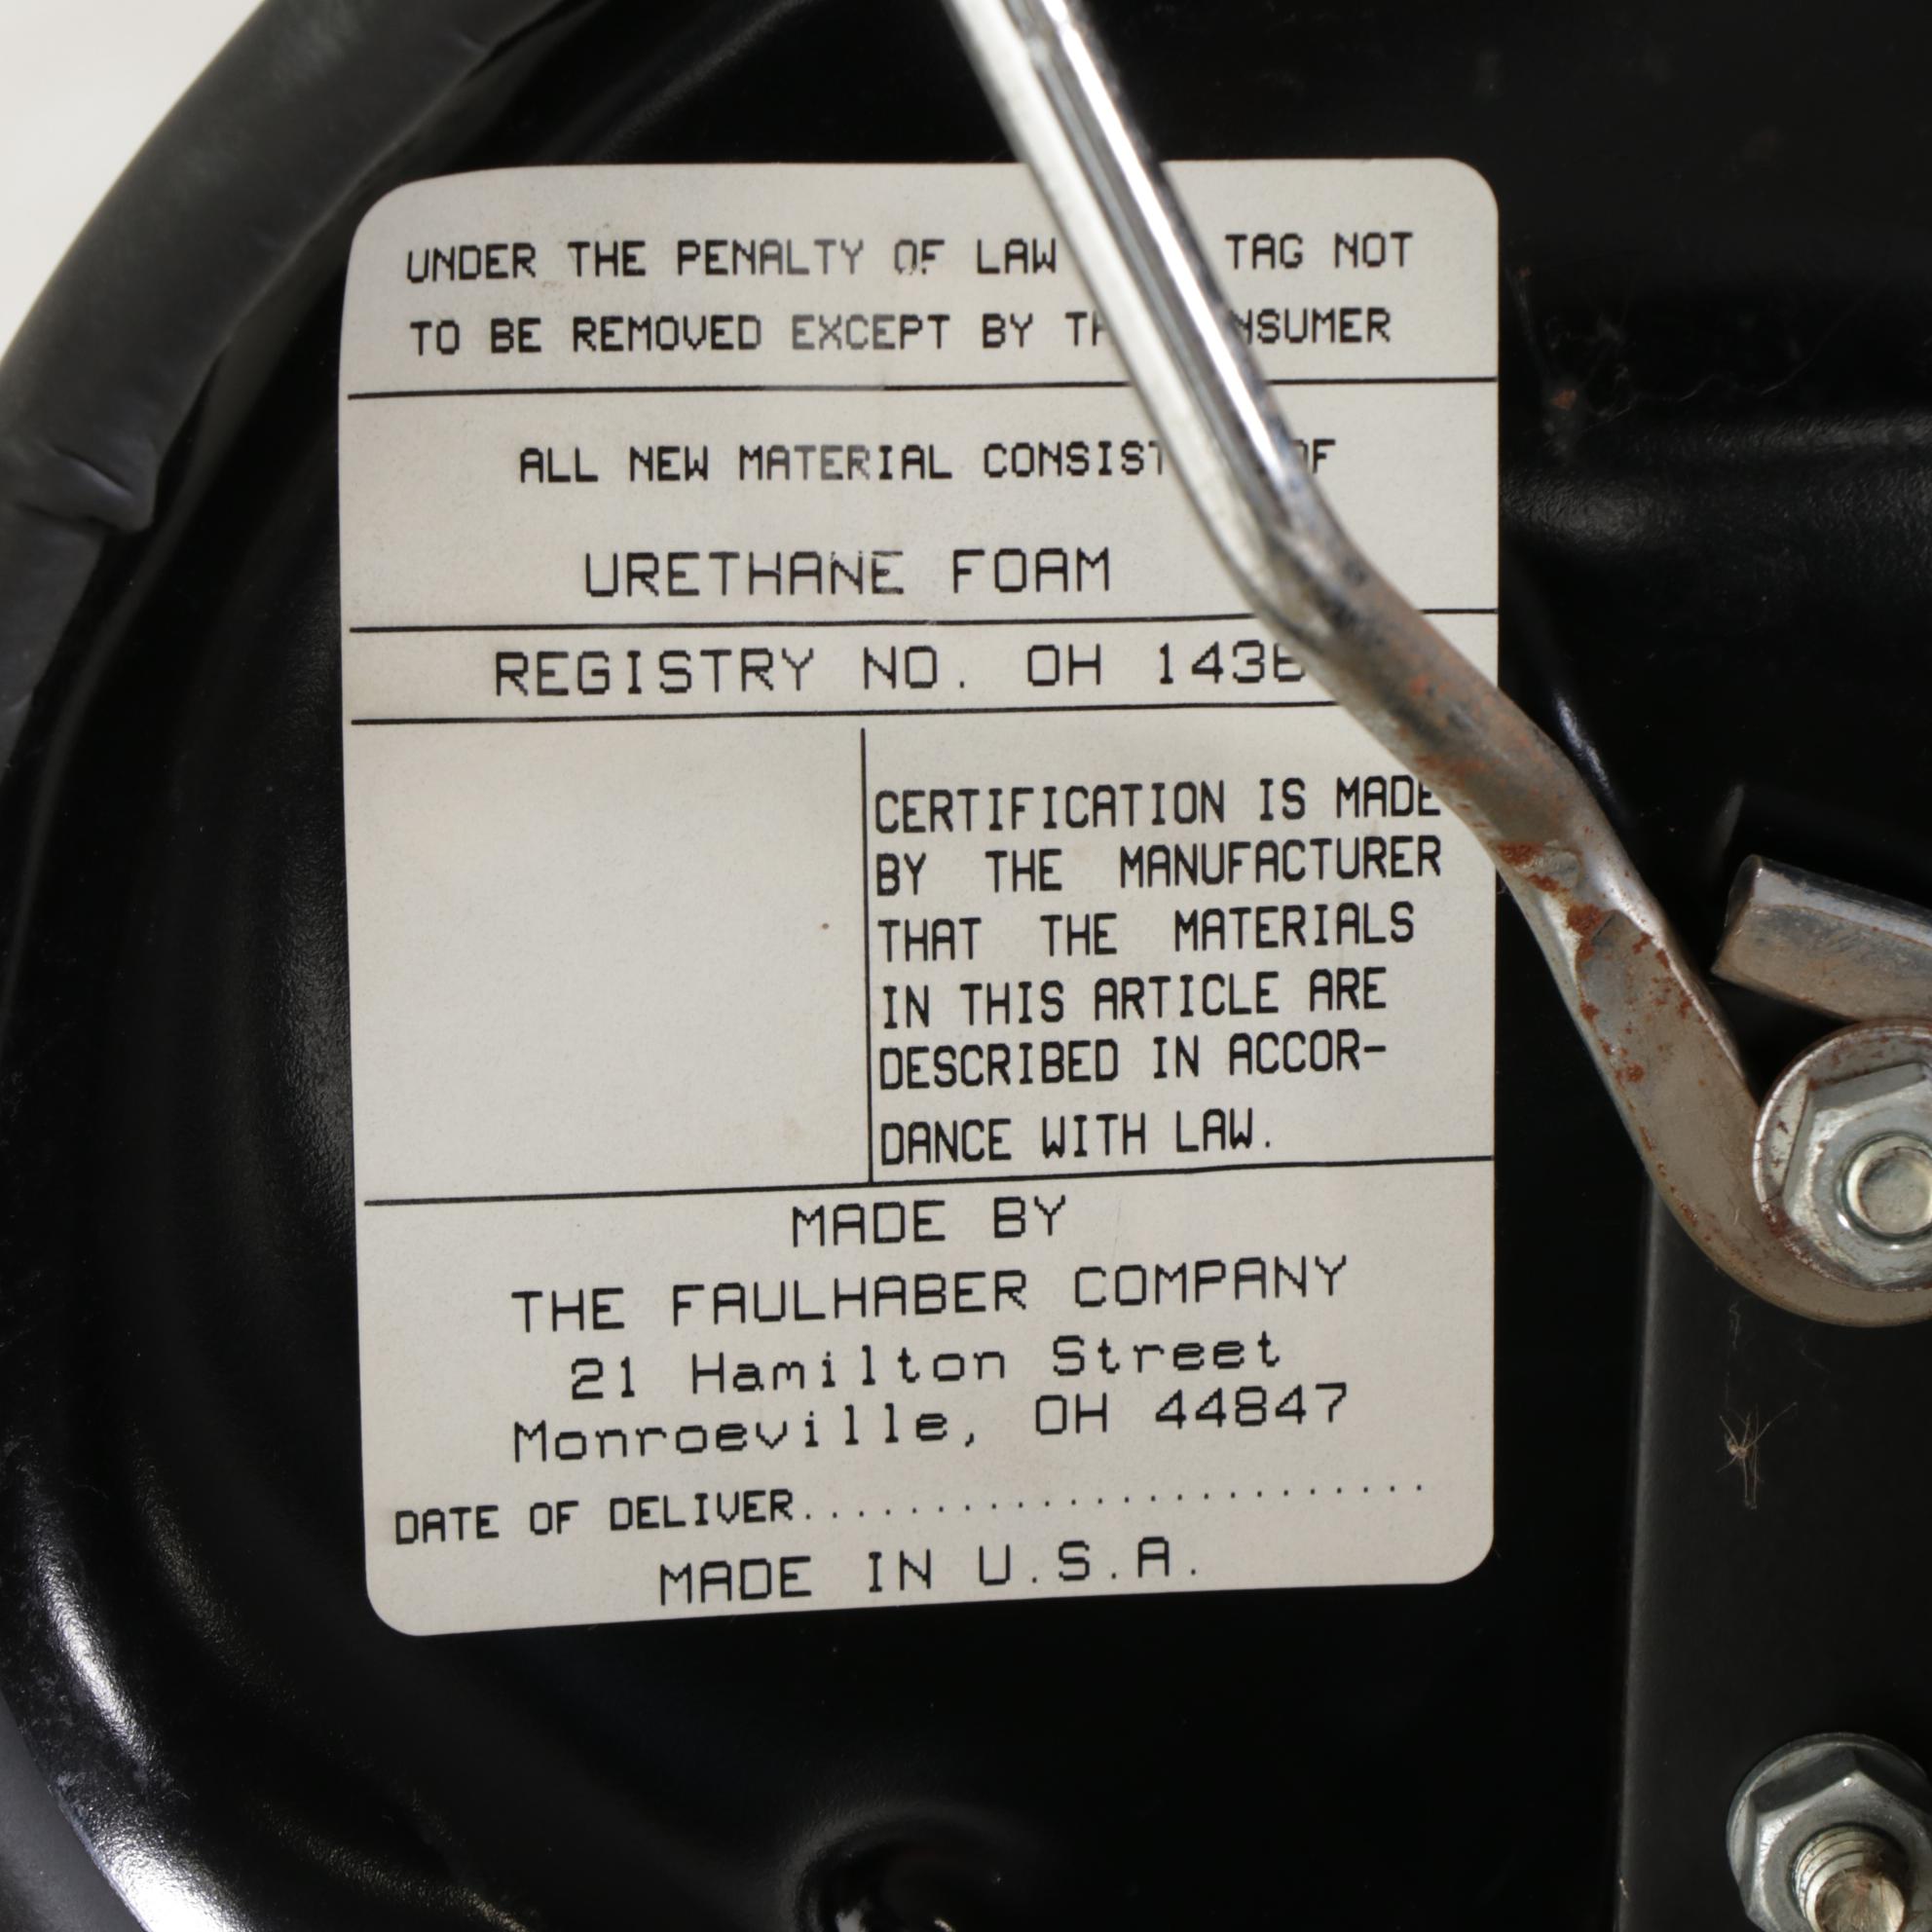 UNDER THE PENALTY OF LAW TAG NOT
TO BE REMOVED EXCEPT BY
ALL NEW MATERIAL OF
URETHANE FOAM
REGISTRY NO. OH
CERTIFICATION IS MADE
BY THE MANUFACTURER
THAT THE MATERIALS
IN THIS ARTICLE ARE
DESCRIBED IN ACCOR-
DANCE WITH LAW.
MADE BY
THE FAULHABER COMPANY
21 Hamilton Street
Monroeville, OH 44847
DATE OF DELIVER........................
MADE IN U.S.A.